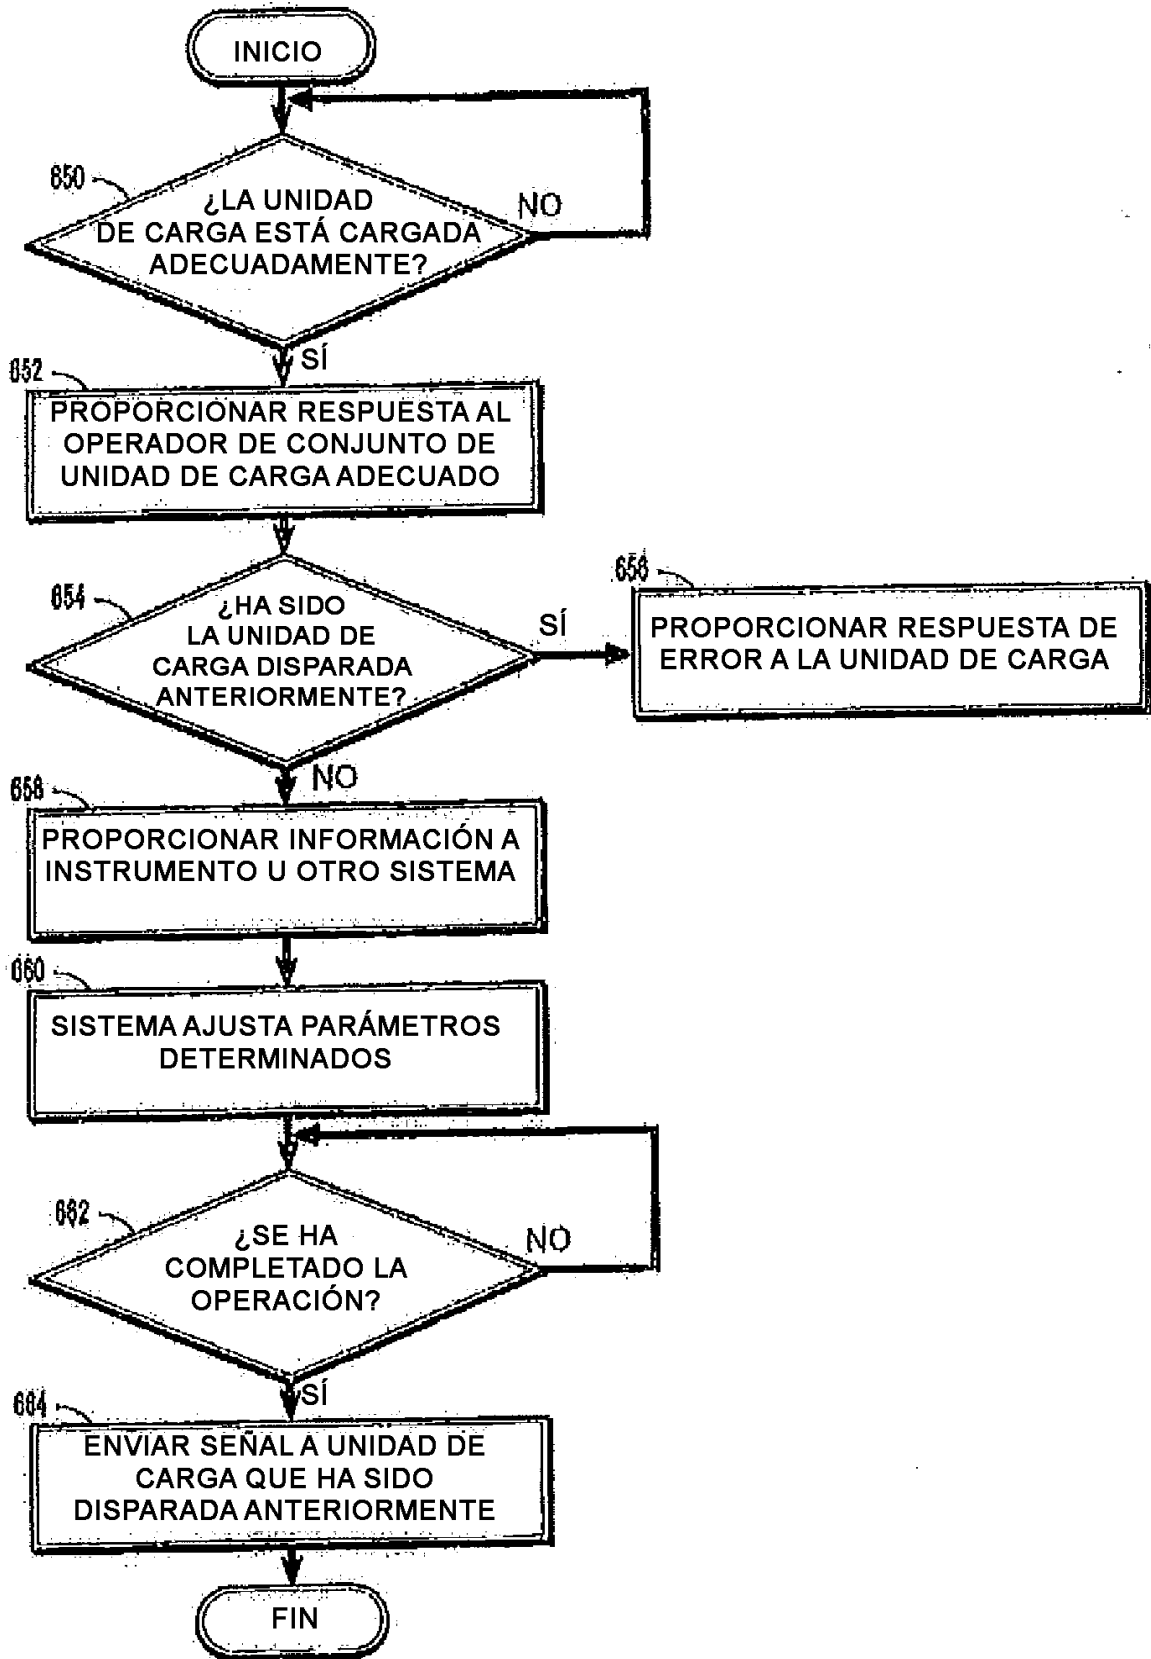 INICIO
650
¿LA UNIDAD
DE CARGA ESTÁ CARGADA
ADECUADAMENTE?
NO
SÍ
652
PROPORCIONAR RESPUESTA AL
OPERADOR DE CONJUNTO DE
UNIDAD DE CARGA ADECUADO
654
¿HA SIDO
LA UNIDAD DE
CARGA DISPARADA
ANTERIORMENTE?
SÍ
656
PROPORCIONAR RESPUESTA DE
ERROR A LA UNIDAD DE CARGA
NO
658
PROPORCIONAR INFORMACIÓN A
INSTRUMENTO U OTRO SISTEMA
660
SISTEMA AJUSTA PARÁMETROS
DETERMINADOS
662
¿SE HA
COMPLETADO LA
OPERACIÓN?
NO
SÍ
664
ENVIAR SEÑAL A UNIDAD DE
CARGA QUE HA SIDO
DISPARADA ANTERIORMENTE
FIN